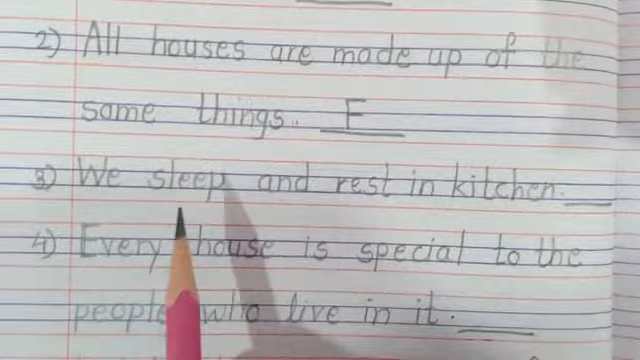 2) All houses are made up of the
same things. F
3) We sleep and rest in kitchen.
4) Every house is special to the
people who live in it.